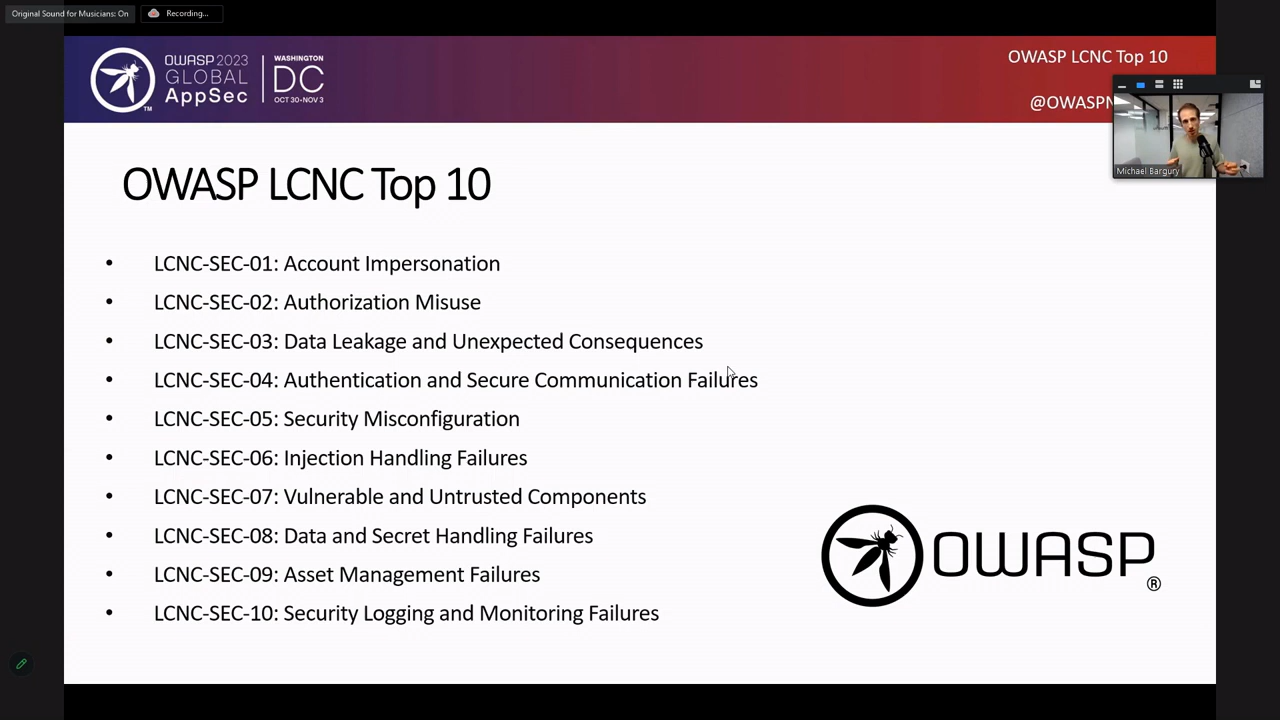 Original Sound for Musicians: On
Recording...
OWASP 2023
GLOBAL
AppSec
TM
WASHINGTON
DC
OCT 30-NOV 3
OWASP LCNC Top 10
@OWASPN
Michael Bargury
OWASP LCNC Top 10
• LCNC-SEC-01: Account Impersonation
• LCNC-SEC-02: Authorization Misuse
• LCNC-SEC-03: Data Leakage and Unexpected Consequences
• LCNC-SEC-04: Authentication and Secure Communication Failures
• LCNC-SEC-05: Security Misconfiguration
• LCNC-SEC-06: Injection Handling Failures
• LCNC-SEC-07: Vulnerable and Untrusted Components
• LCNC-SEC-08: Data and Secret Handling Failures
• LCNC-SEC-09: Asset Management Failures
• LCNC-SEC-10: Security Logging and Monitoring Failures
OWASP®